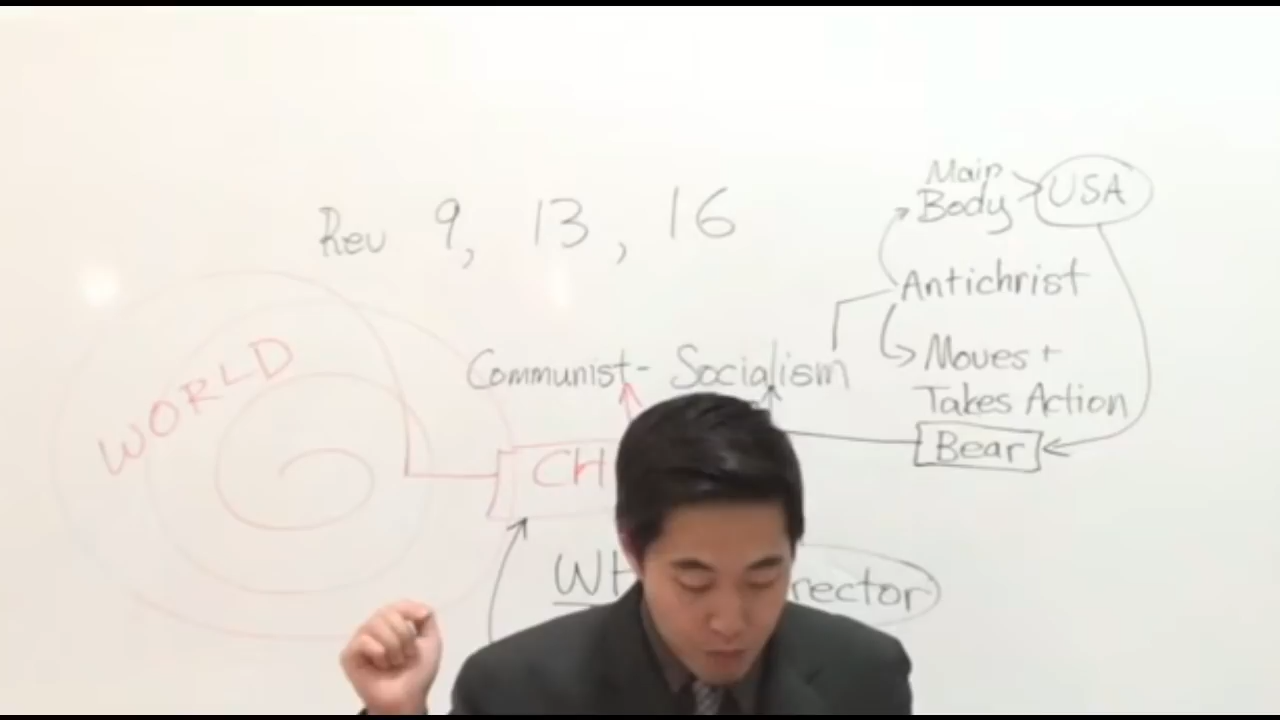 Rev 9, 13, 16
Main
Body > USA
Antichrist
Moves +
Takes Action
Bear
Communist - Socialism
WORLD
CH
WH
rector